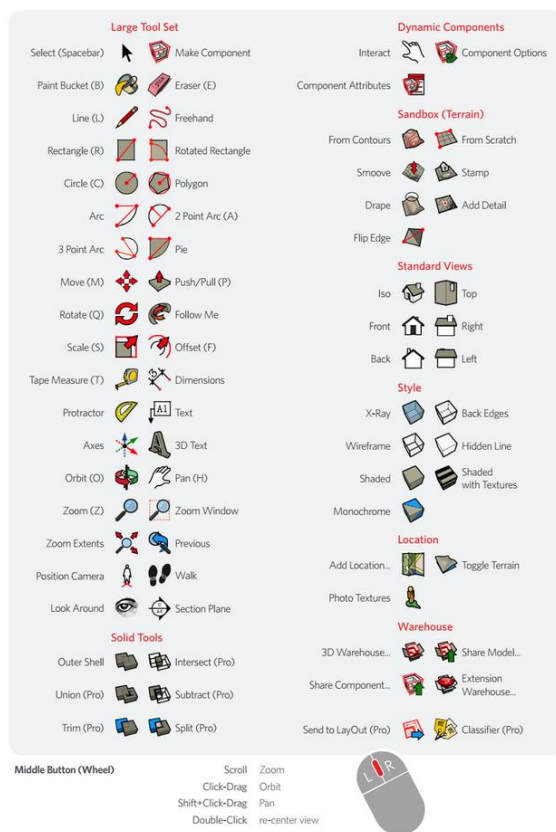 Large Tool Set
Select (Spacebar) Make Component
Paint Bucket (B) Eraser (E)
Line (L) Freehand
Rectangle (R) Rotated Rectangle
Circle (C) Polygon
Arc 2 Point Arc (A)
3 Point Arc Pie
Move (M) Push/Pull (P)
Rotate (Q) Follow Me
Scale (S) Offset (F)
Tape Measure (T) Dimensions
Protractor A1 Text
Axes 3D Text
Orbit (O) Pan (H)
Zoom (Z) Zoom Window
Zoom Extents Previous
Position Camera Walk
Look Around Section Plane
Solid Tools
Outer Shell Intersect (Pro)
Union (Pro) Subtract (Pro)
Trim (Pro) Split (Pro)
Dynamic Components
Interact Component Options
Component Attributes
Sandbox (Terrain)
From Contours From Scratch
Smoove Stamp
Drape Add Detail
Flip Edge
Standard Views
Iso Top
Front Right
Back Left
Style
X-Ray Back Edges
Wireframe Hidden Line
Shaded Shaded
with Textures
Monochrome
Location
Add Location... Toggle Terrain
Photo Textures
Warehouse
3D Warehouse... Share Model...
Share Component... Extension
Warehouse...
Send to LayOut (Pro) Classifier (Pro)
Middle Button (Wheel) Scroll Zoom
Click-Drag Orbit
Shift+Click-Drag Pan
Double-Click re-center view
L R